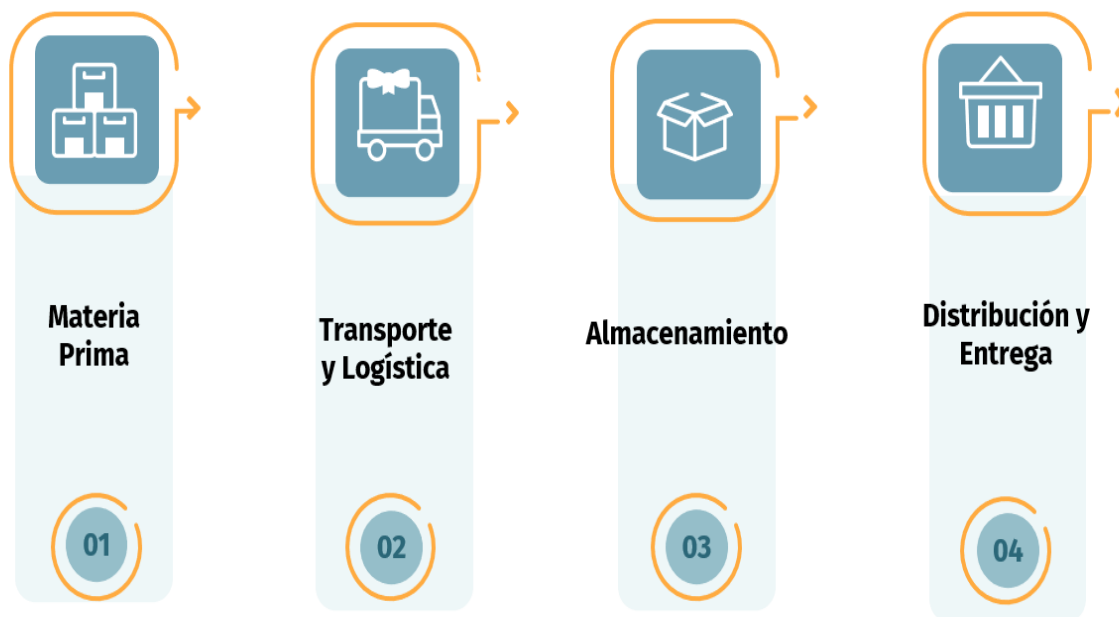 Materia
Prima
01
Transporte
y Logística
02
Almacenamiento
03
Distribución y
Entrega
04